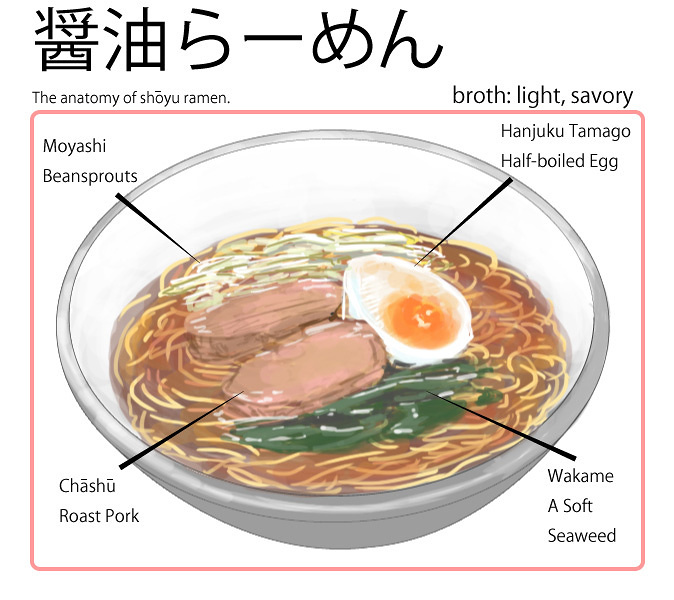 醤油らーめん
The anatomy of shōyu ramen.
broth: light, savory
Moyashi
Beansprouts
Hanjuku Tamago
Half-boiled Egg
Chāshū
Roast Pork
Wakame
A Soft
Seaweed